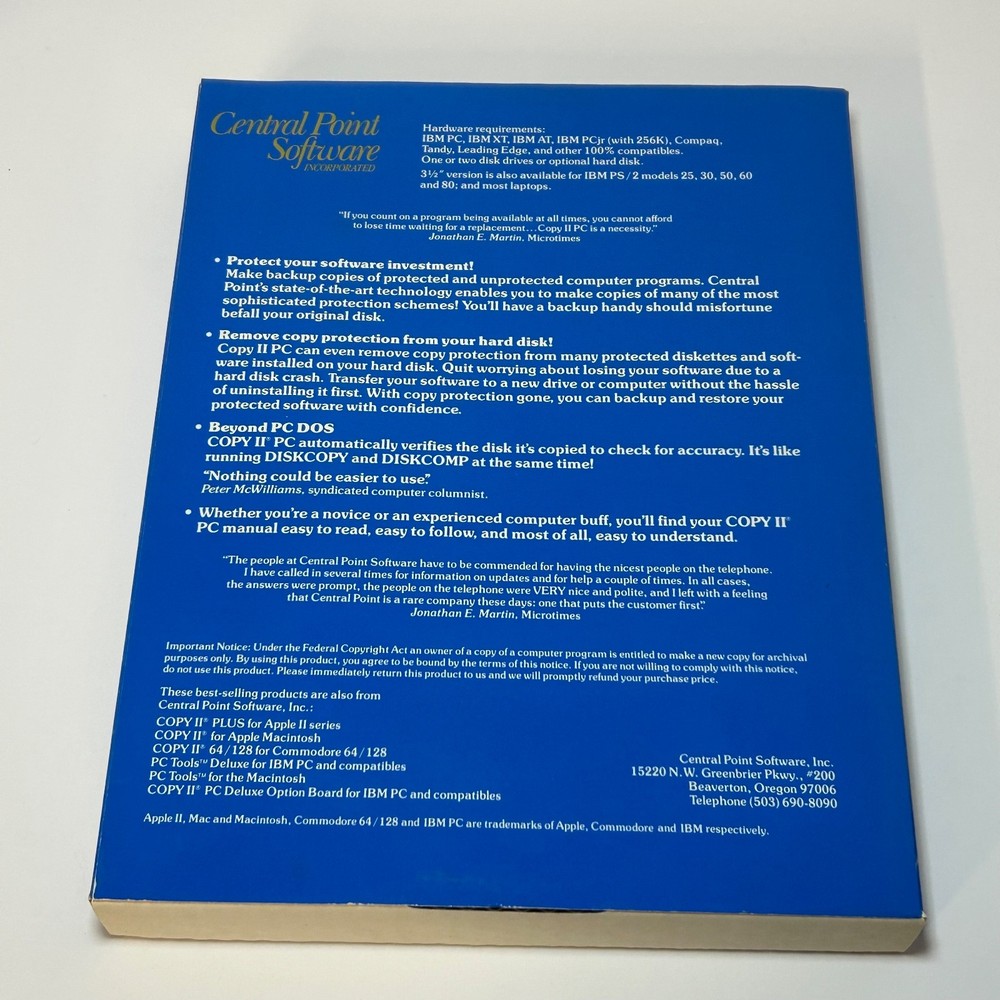 Central Point
Software
INCORPORATED
Hardware requirements:
IBM PC, IBM XT, IBM AT, IBM PCjr (with 256K), Compaq,
Tandy, Leading Edge, and other 100% compatibles.
One or two disk drives or optional hard disk.
3½″ version is also available for IBM PS/2 models 25, 30, 50, 60
and 80; and most laptops.
"If you count on a program being available at all times, you cannot afford
to lose time waiting for a replacement...Copy II PC is a necessity."
Jonathan E. Martin, Microtimes
• Protect your software investment!
Make backup copies of protected and unprotected computer programs. Central
Point's state-of-the-art technology enables you to make copies of many of the most
sophisticated protection schemes! You'll have a backup handy should misfortune
befall your original disk.
• Remove copy protection from your hard disk!
Copy II PC can even remove copy protection from many protected diskettes and soft-
ware installed on your hard disk. Quit worrying about losing your software due to a
hard disk crash. Transfer your software to a new drive or computer without the hassle
of uninstalling it first. With copy protection gone, you can backup and restore your
protected software with confidence.
• Beyond PC DOS
COPY II® PC automatically verifies the disk it's copied to check for accuracy. It's like
running DISKCOPY and DISKCOMP at the same time!
"Nothing could be easier to use."
Peter McWilliams, syndicated computer columnist.
• Whether you're a novice or an experienced computer buff, you'll find your COPY II®
PC manual easy to read, easy to follow, and most of all, easy to understand.
"The people at Central Point Software have to be commended for having the nicest people on the telephone.
I have called in several times for information on updates and for help a couple of times. In all cases,
the answers were prompt, the people on the telephone were VERY nice and polite, and I left with a feeling
that Central Point is a rare company these days: one that puts the customer first."
Jonathan E. Martin, Microtimes
Important Notice: Under the Federal Copyright Act an owner of a copy of a computer program is entitled to make a new copy for archival
purposes only. By using this product, you agree to be bound by the terms of this notice. If you are not willing to comply with this notice,
do not use this product. Please immediately return this product to us and we will promptly refund your purchase price.
These best-selling products are also from
Central Point Software, Inc.:
COPY II® PLUS for Apple II series
COPY II® for Apple Macintosh
COPY II® 64/128 for Commodore 64/128
PC Tools™ Deluxe for IBM PC and compatibles
PC Tools™ for the Macintosh
COPY II® PC Deluxe Option Board for IBM PC and compatibles
Central Point Software, Inc.
15220 N.W. Greenbrier Pkwy., #200
Beaverton, Oregon 97006
Telephone (503) 690-8090
Apple II, Mac and Macintosh, Commodore 64/128 and IBM PC are trademarks of Apple, Commodore and IBM respectively.